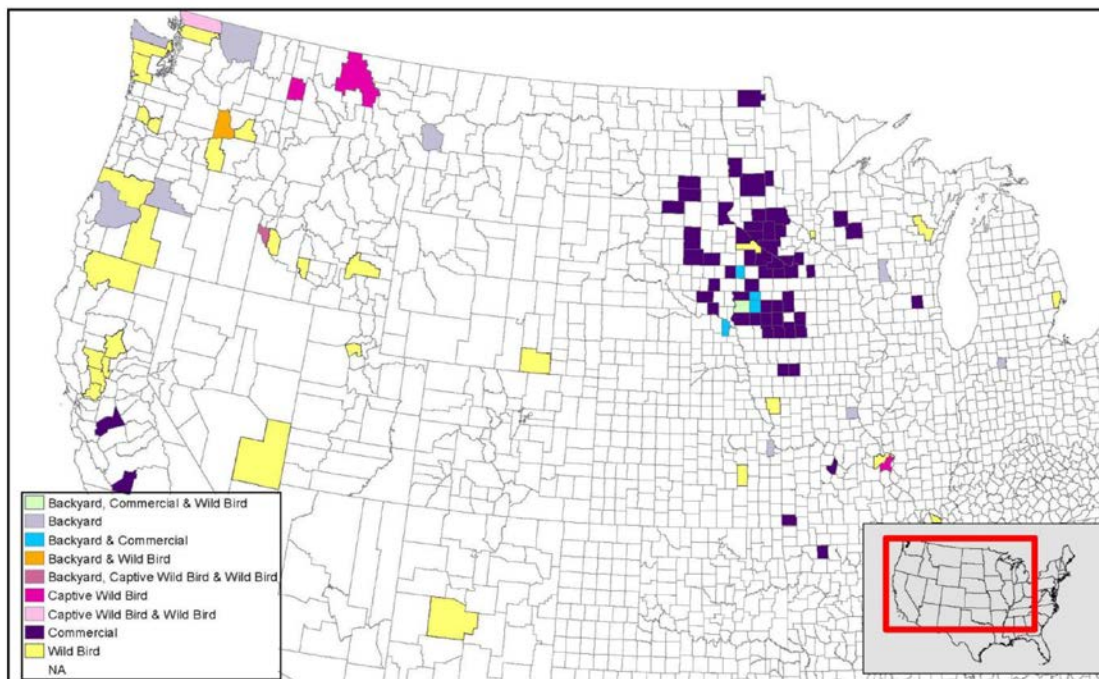 Backyard, Commercial & Wild Bird
Backyard
Backyard & Commercial
Backyard & Wild Bird
Backyard, Captive Wild Bird & Wild Bird
Captive Wild Bird
Captive Wild Bird & Wild Bird
Commercial
Wild Bird
NA